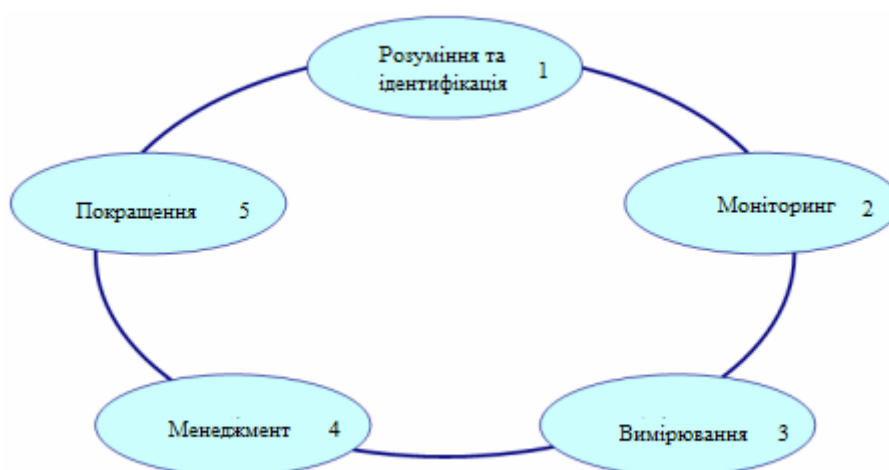 Розуміння та
ідентифікація 1
Моніторинг 2
Вимірювання 3
Менеджмент 4
Покращення 5